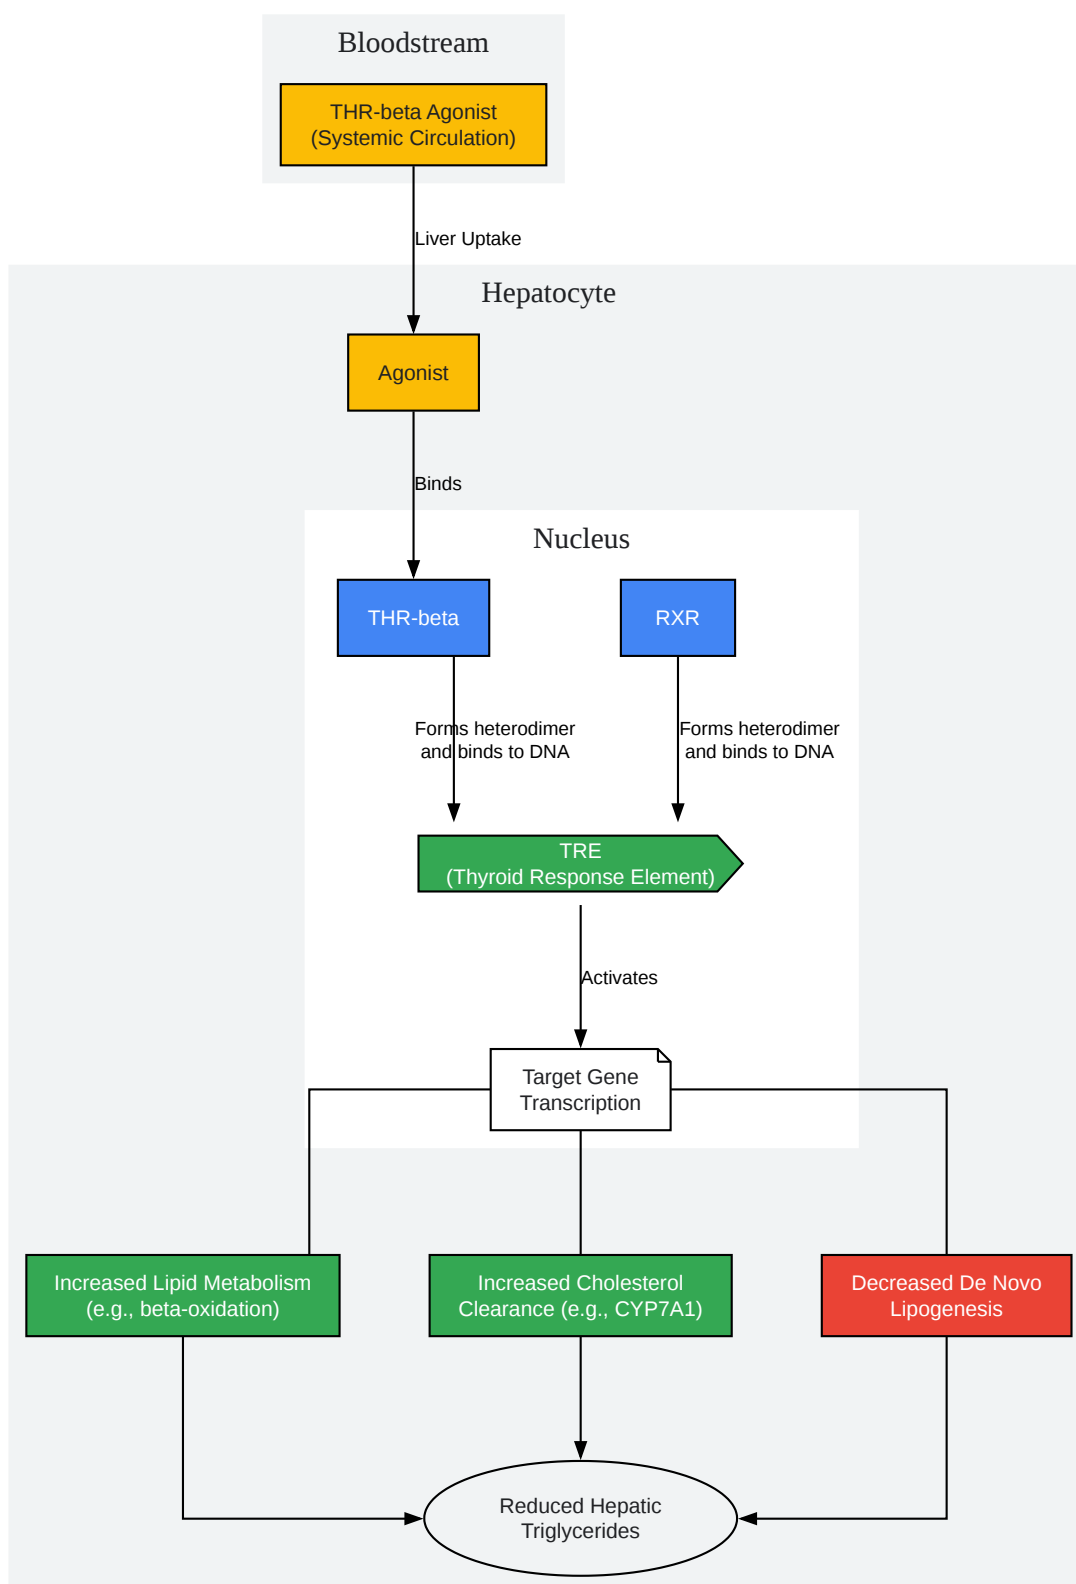 Bloodstream
THR-beta Agonist
(Systemic Circulation)
Liver Uptake
Hepatocyte
Agonist
Binds
Nucleus
THR-beta
RXR
Forms heterodimer
and binds to DNA
Forms heterodimer
and binds to DNA
TRE
(Thyroid Response Element)
Activates
Target Gene
Transcription
Increased Lipid Metabolism
(e.g., beta-oxidation)
Increased Cholesterol
Clearance (e.g., CYP7A1)
Decreased De Novo
Lipogenesis
Reduced Hepatic
Triglycerides